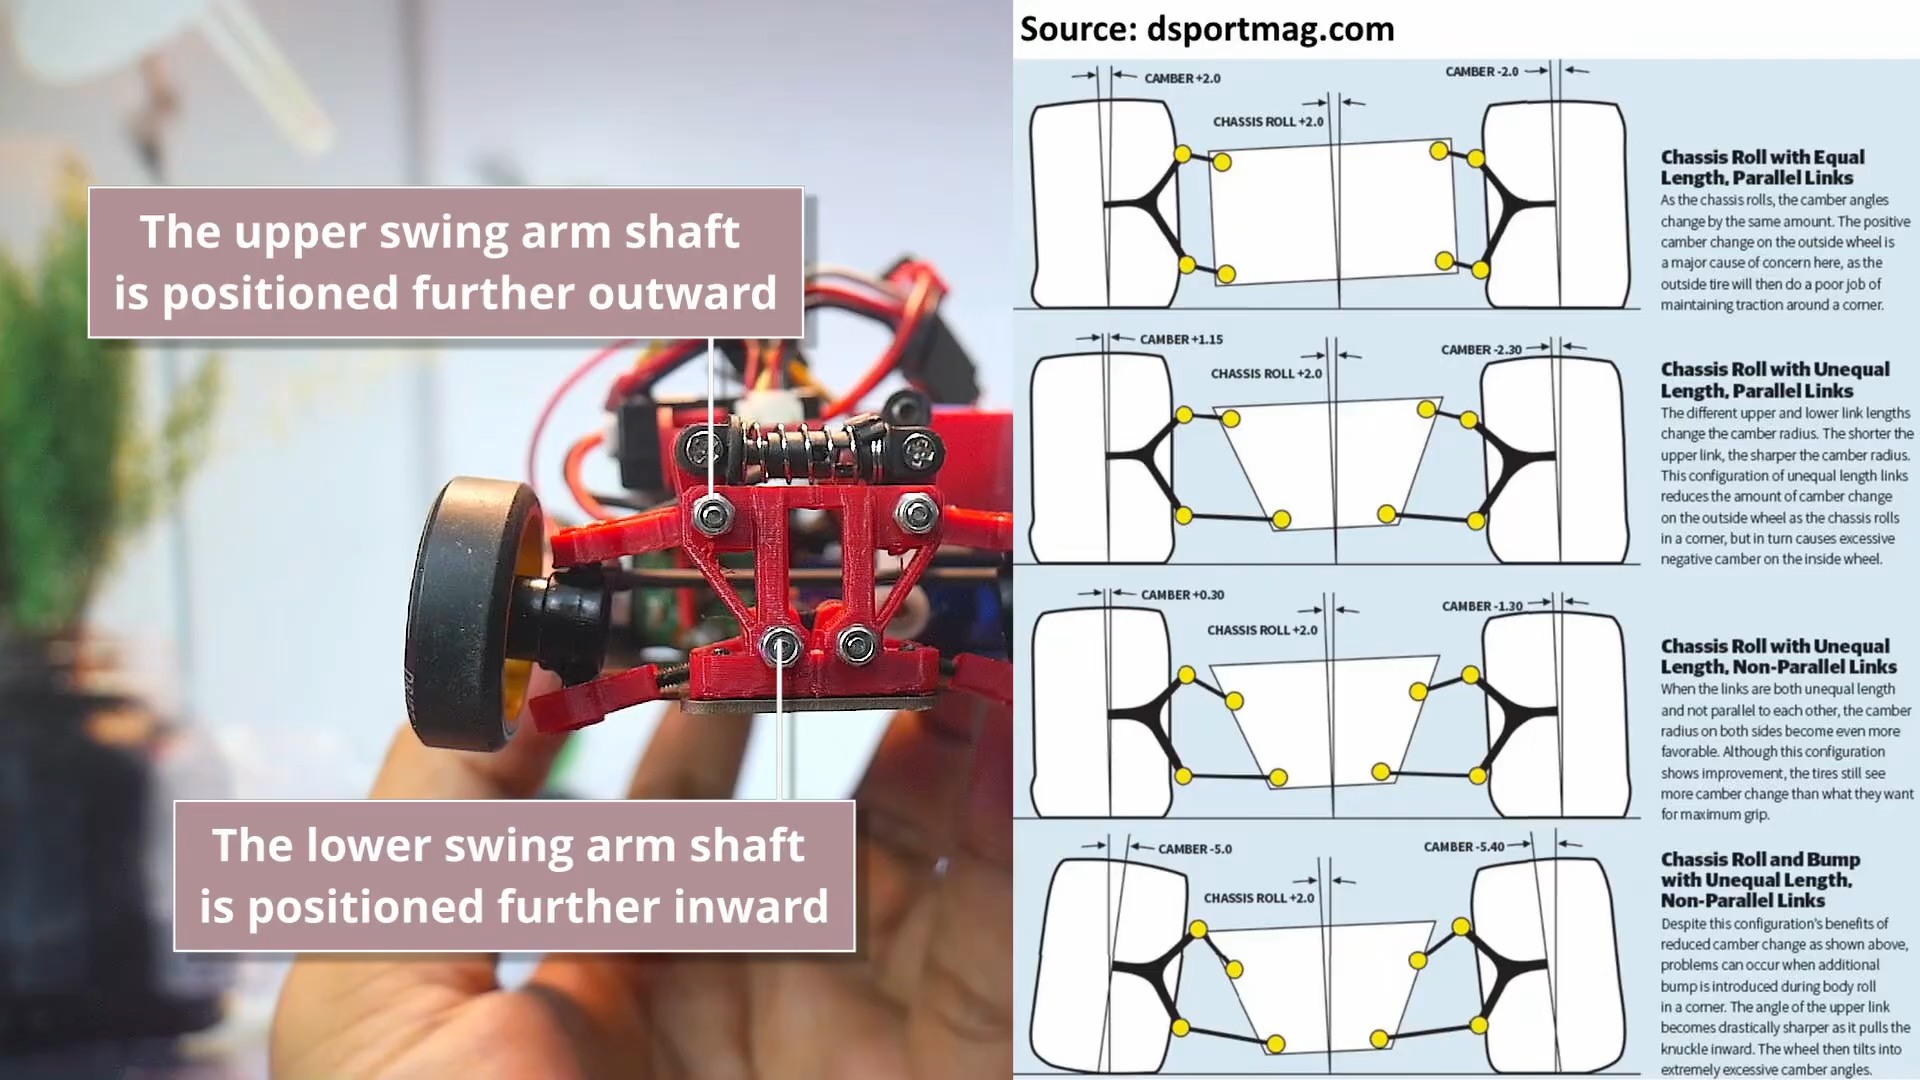 The upper swing arm shaft
is positioned further outward
The lower swing arm shaft
is positioned further inward
Source: dsportmag.com
CAMBER +2.0
CAMBER -2.0
CHASSIS ROLL +2.0
Chassis Roll with Equal
Length, Parallel Links
As the chassis rolls, the camber angles
change by the same amount. The positive
camber change on the outside wheel is
a major cause of concern here, as the
outside tire will then do a poor job of
maintaining traction around a corner.
CAMBER +1.15
CAMBER -2.30
CHASSIS ROLL +2.0
Chassis Roll with Unequal
Length, Parallel Links
The different upper and lower link lengths
change the camber radius. The shorter the
upper link, the sharper the camber radius.
This configuration of unequal length links
reduces the amount of camber change
on the outside wheel as the chassis rolls
in a corner, but in turn causes excessive
negative camber on the inside wheel.
CAMBER +0.30
CAMBER -1.30
CHASSIS ROLL +2.0
Chassis Roll with Unequal
Length, Non-Parallel Links
When the links are both unequal length
and not parallel to each other, the camber
radius on both sides become even more
favorable. Although this configuration
shows improvement, the tires still see
more camber change than what they want
for maximum grip.
CAMBER -5.0
CAMBER -5.40
CHASSIS ROLL +2.0
Chassis Roll and Bump
with Unequal Length,
Non-Parallel Links
Despite this configuration's benefits of
reduced camber change as shown above,
problems can occur when additional
bump is introduced during body roll
in a corner. The angle of the upper link
becomes drastically sharper as it pulls the
knuckle inward. The wheel then tilts into
extremely excessive camber angles.